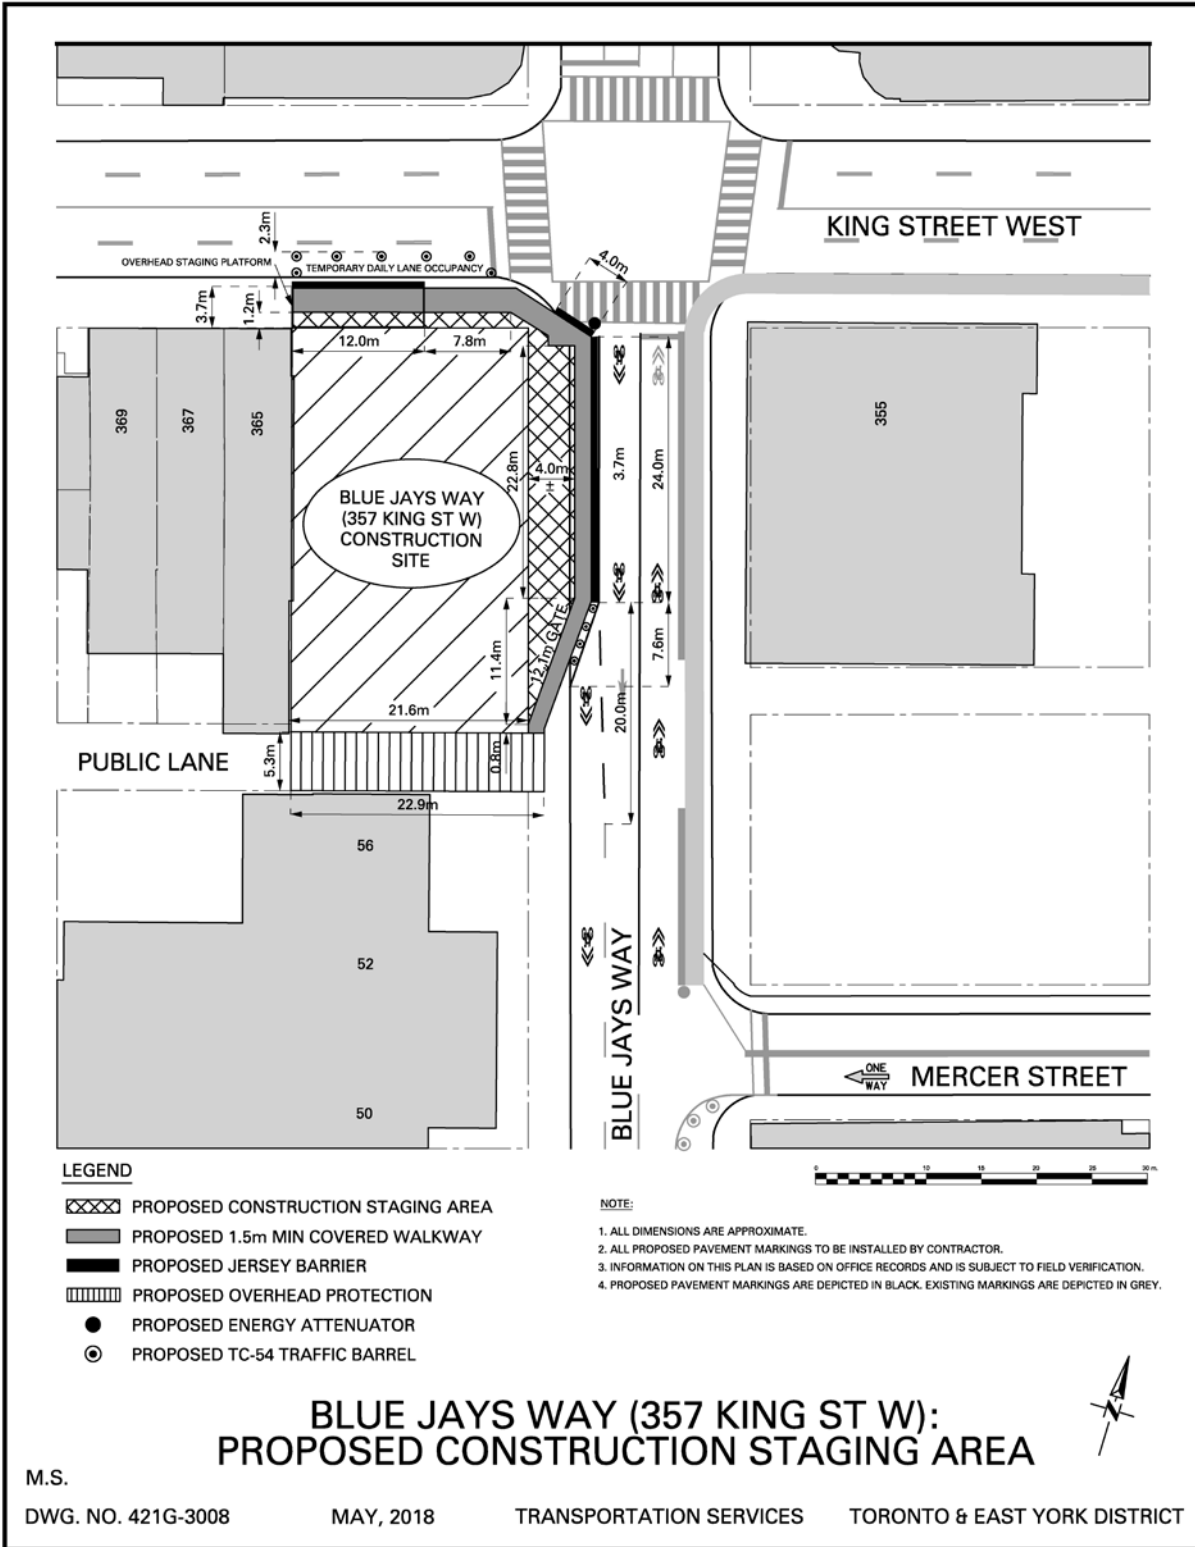 KING STREET WEST
2.3m
OVERHEAD STAGING PLATFORM
TEMPORARY DAILY LANE OCCUPANCY
4.0m
3.7m
1.2m
12.0m
7.8m
369
367
365
355
22.8m
4.0m
±
3.7m
24.0m
BLUE JAYS WAY
(357 KING ST W)
CONSTRUCTION
SITE
11.4m
12.1m GATE
7.6m
20.0m
21.6m
PUBLIC LANE
5.3m
0.8m
22.9m
56
52
50
BLUE JAYS WAY
ONE
WAY
MERCER STREET
LEGEND
PROPOSED CONSTRUCTION STAGING AREA
PROPOSED 1.5m MIN COVERED WALKWAY
PROPOSED JERSEY BARRIER
PROPOSED OVERHEAD PROTECTION
PROPOSED ENERGY ATTENUATOR
PROPOSED TC-54 TRAFFIC BARREL
0 10 15 20 25 30 m.
NOTE:
1. ALL DIMENSIONS ARE APPROXIMATE.
2. ALL PROPOSED PAVEMENT MARKINGS TO BE INSTALLED BY CONTRACTOR.
3. INFORMATION ON THIS PLAN IS BASED ON OFFICE RECORDS AND IS SUBJECT TO FIELD VERIFICATION.
4. PROPOSED PAVEMENT MARKINGS ARE DEPICTED IN BLACK. EXISTING MARKINGS ARE DEPICTED IN GREY.
N
BLUE JAYS WAY (357 KING ST W):
PROPOSED CONSTRUCTION STAGING AREA
M.S.
DWG. NO. 421G-3008 MAY, 2018 TRANSPORTATION SERVICES TORONTO & EAST YORK DISTRICT